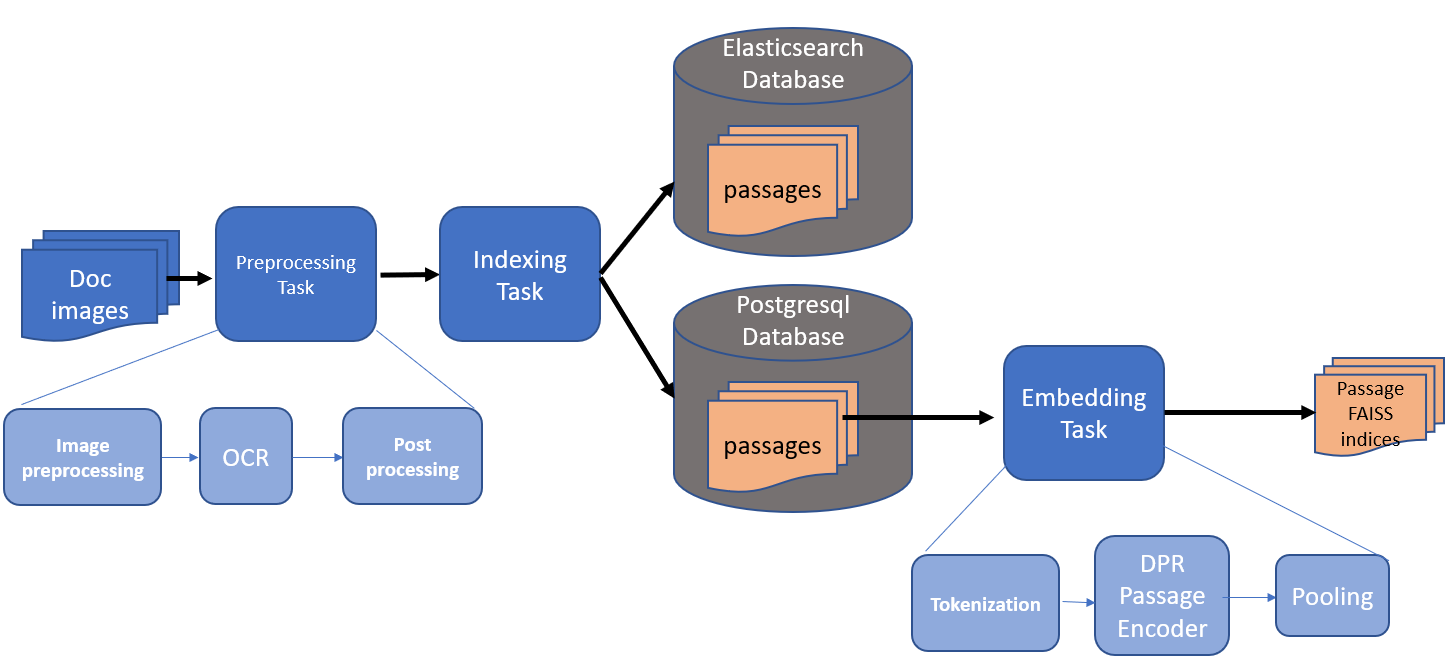 Elasticsearch
Database
passages
Doc
images
Preprocessing
Task
Indexing
Task
Postgresql
Database
passages
Embedding
Task
Passage
FAISS
indices
Image
preprocessing
OCR
Post
processing
Tokenization
DPR
Passage
Encoder
Pooling